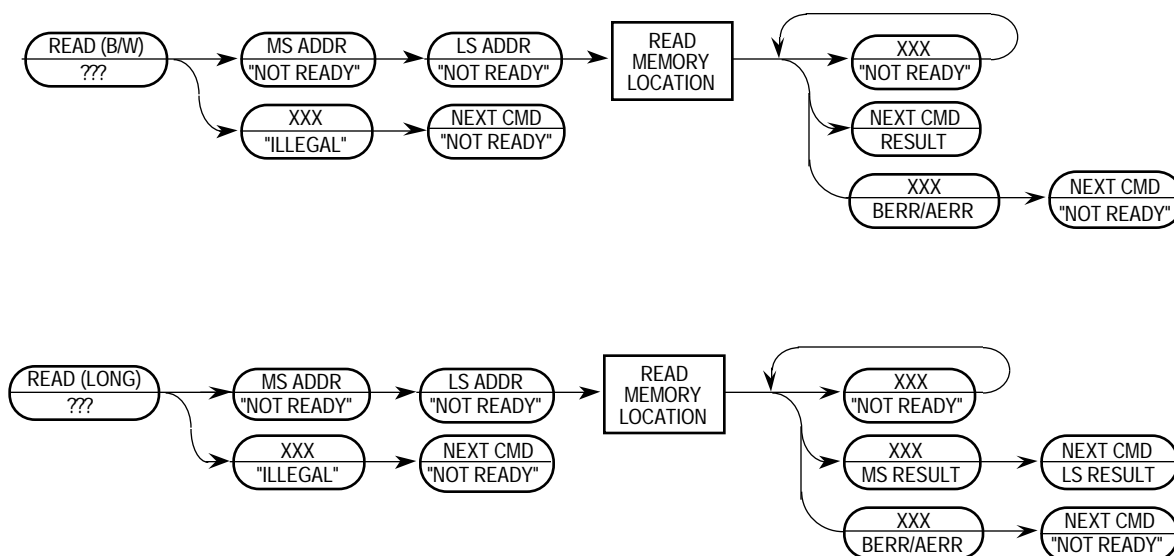 READ (B/W)
???
MS ADDR
"NOT READY"
LS ADDR
"NOT READY"
READ
MEMORY
LOCATION
XXX
"NOT READY"
XXX
"ILLEGAL"
NEXT CMD
"NOT READY"
NEXT CMD
RESULT
XXX
BERR/AERR
NEXT CMD
"NOT READY"
READ (LONG)
???
MS ADDR
"NOT READY"
LS ADDR
"NOT READY"
READ
MEMORY
LOCATION
XXX
"NOT READY"
XXX
"ILLEGAL"
NEXT CMD
"NOT READY"
XXX
MS RESULT
NEXT CMD
LS RESULT
XXX
BERR/AERR
NEXT CMD
"NOT READY"